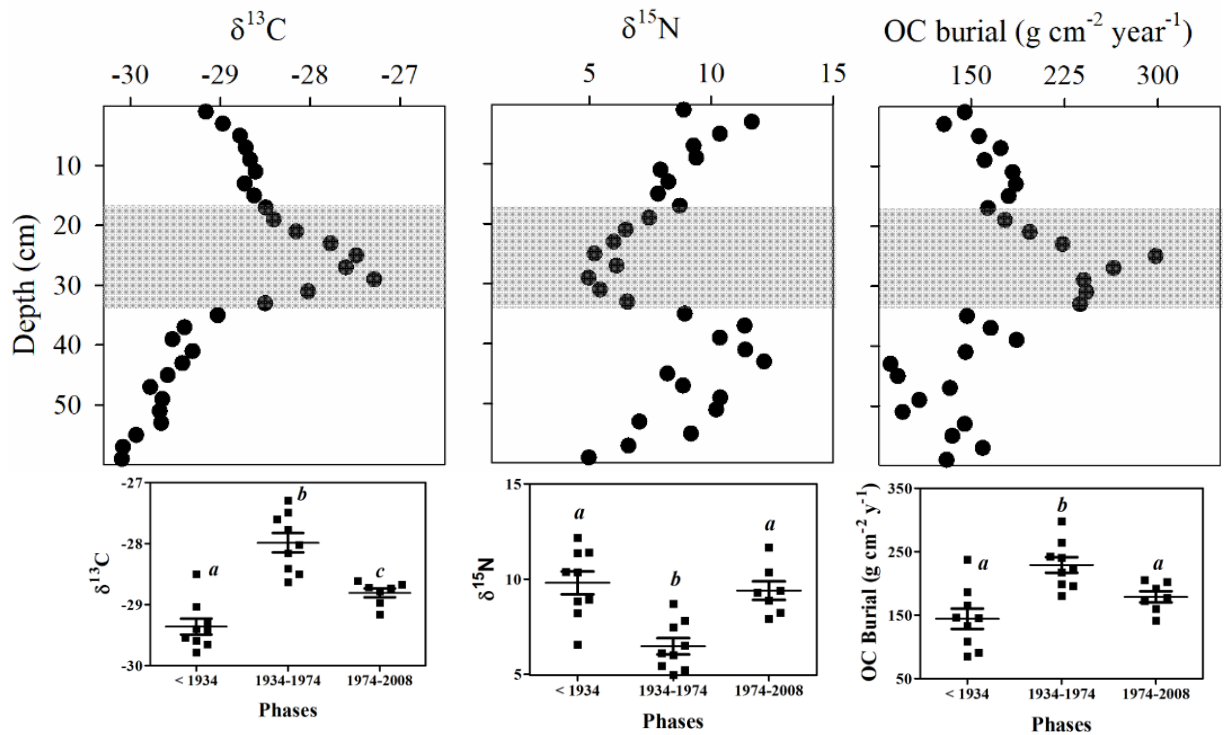 δ¹³C δ¹⁵N OC burial (g cm⁻² year⁻¹)
-30 -29 -28 -27 5 10 15 150 225 300
Depth (cm)
10
20
30
40
50
δ¹³C
-27
-28
-29
-30
a
b
c
< 1934 1934-1974 1974-2008
Phases
δ¹⁵N
15
10
5
a
b
a
< 1934 1934-1974 1974-2008
Phases
OC Burial (g cm⁻² y⁻¹)
350
250
150
50
a
b
a
< 1934 1934-1974 1974-2008
Phases